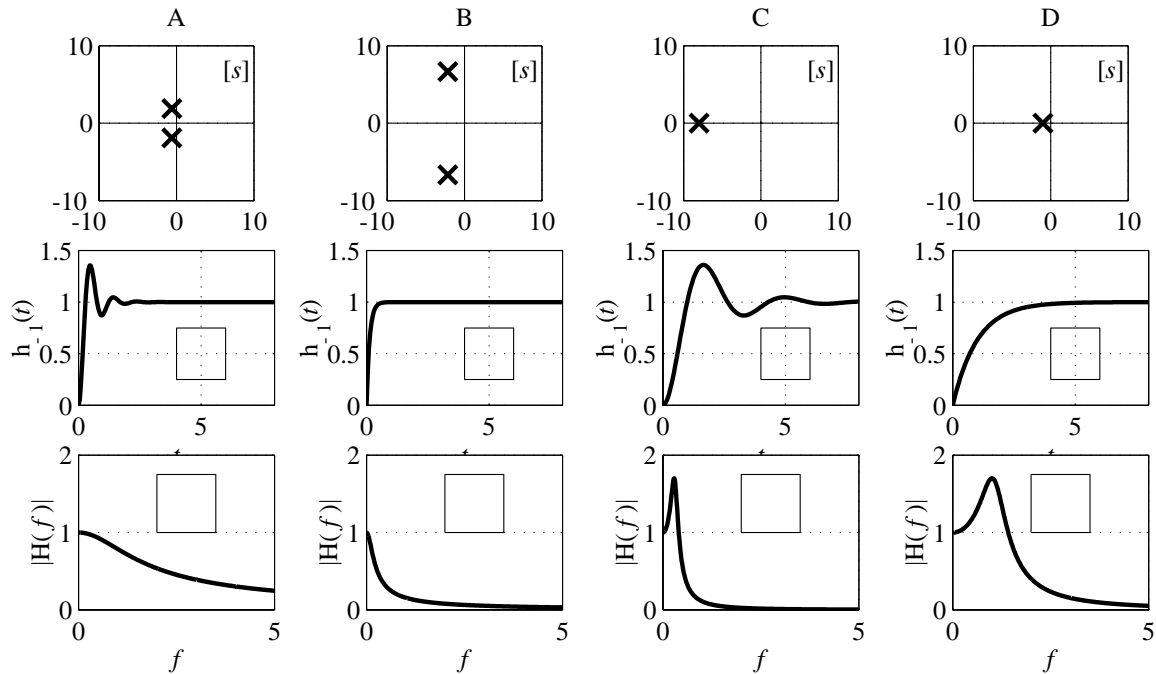 A B C D
10 10 10 10
[s] [s] [s] [s]
0 0 0 0
-10 -10 -10 -10
-10 0 10 -10 0 10 -10 0 10 -10 0 10
1.5 1.5 1.5 1.5
1 1 1 1
h-1(t) h-1(t) h-1(t) h-1(t)
0.5 0.5 0.5 0.5
0 0 0 0
0 5 0 5 0 5 0 5
2 2 2 2
|H(f)| |H(f)| |H(f)| |H(f)|
1 1 1 1
0 0 0 0
0 5 0 5 0 5 0 5
f f f f